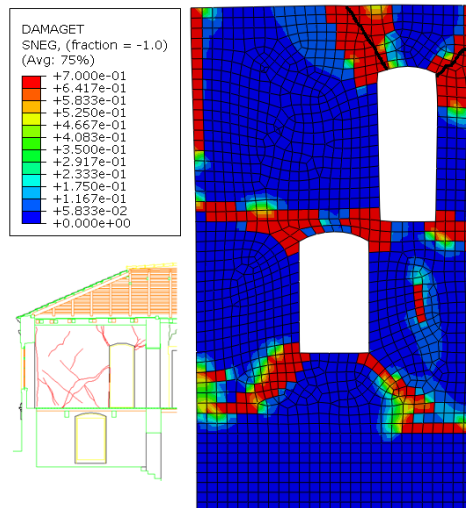 DAMAGET
SNEG, (fraction = -1.0)
(Avg: 75%)
+7.000e-01
+6.417e-01
+5.833e-01
+5.250e-01
+4.667e-01
+4.083e-01
+3.500e-01
+2.917e-01
+2.333e-01
+1.750e-01
+1.167e-01
+5.833e-02
+0.000e+00